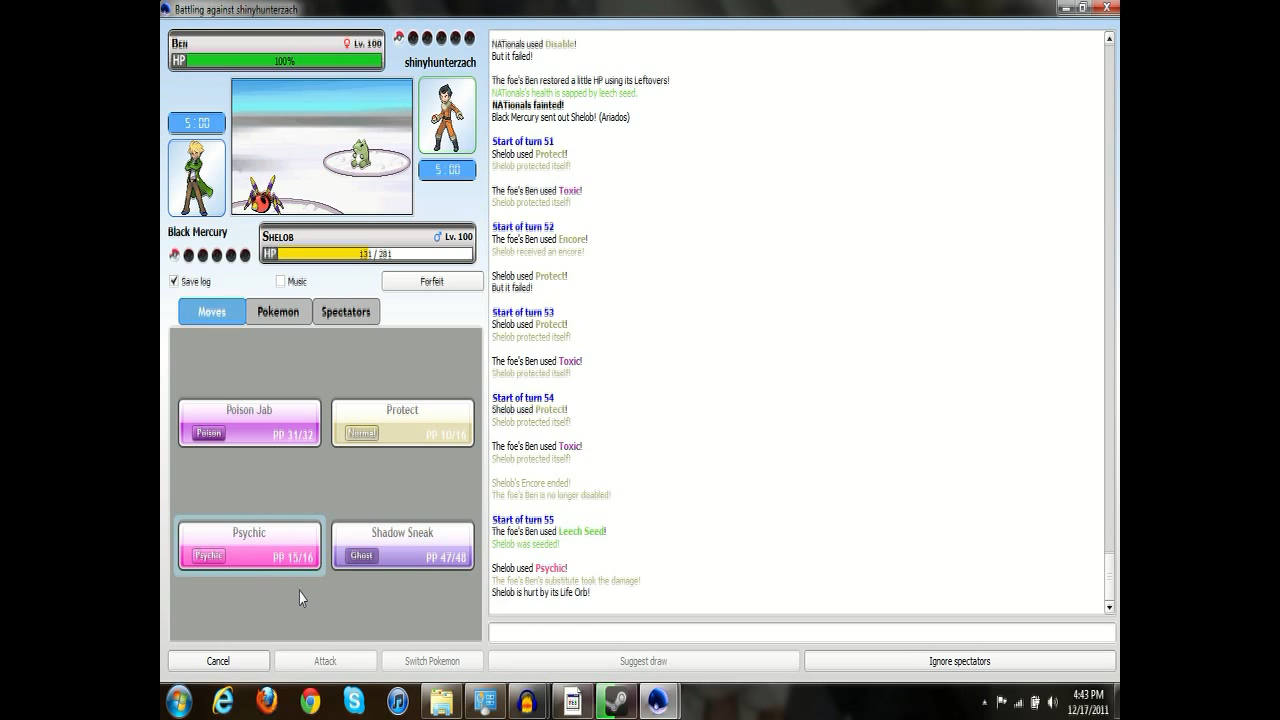 Battling against shinyhunterzach
BEN ♀ Lv. 100
HP 100%
shinyhunterzach
5:00
5:00
Black Mercury
SHELOB ♂ Lv. 100
HP 131 / 281
Save log
Music
Forfeit
Moves
Pokemon
Spectators
Poison Jab
Poison PP 31/32
Protect
Normal PP 10/16
Psychic
Psychic PP 15/16
Shadow Sneak
Ghost PP 47/48
Cancel
Attack
Switch Pokemon
NATionals used Disable!
But it failed!
The foe's Ben restored a little HP using its Leftovers!
NATionals's health is sapped by leech seed.
NATionals fainted!
Black Mercury sent out Shelob! (Ariados)
Start of turn 51
Shelob used Protect!
Shelob protected itself!
The foe's Ben used Toxic!
Shelob protected itself!
Start of turn 52
The foe's Ben used Encore!
Shelob received an encore!
Shelob used Protect!
But it failed!
Start of turn 53
Shelob used Protect!
Shelob protected itself!
The foe's Ben used Toxic!
Shelob protected itself!
Start of turn 54
Shelob used Protect!
Shelob protected itself!
The foe's Ben used Toxic!
Shelob protected itself!
Shelob's Encore ended!
The foe's Ben is no longer disabled!
Start of turn 55
The foe's Ben used Leech Seed!
Shelob was seeded!
Shelob used Psychic!
The foe's Ben's substitute took the damage!
Shelob is hurt by its Life Orb!
Suggest draw
Ignore spectators
4:43 PM
12/17/2011